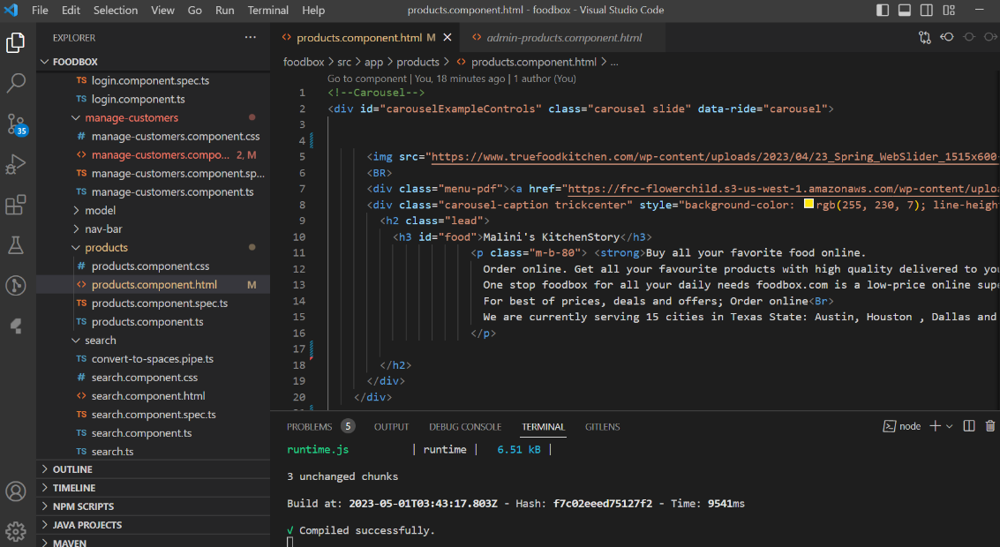 File Edit Selection View Go Run Terminal Help products.component.html - foodbox - Visual Studio Code
EXPLORER ...
products.component.html M
admin-products.component.html
FOODBOX
foodbox > src > app > products > products.component.html > ...
TS login.component.spec.ts
TS login.component.ts
manage-customers
# manage-customers.component.css
manage-customers.compo... 2, M
TS manage-customers.component.sp...
TS manage-customers.component.ts
model
nav-bar
products
# products.component.css
products.component.html M
TS products.component.spec.ts
TS products.component.ts
search
TS convert-to-spaces.pipe.ts
# search.component.css
search.component.html
TS search.component.spec.ts
TS search.component.ts
TS search.ts
OUTLINE
TIMELINE
NPM SCRIPTS
JAVA PROJECTS
MAVEN
35
Go to component | You, 18 minutes ago | 1 author (You)
1 <!--Carousel-->
2 <div id="carouselExampleControls" class="carousel slide" data-ride="carousel">
3
4
5 <img src="https://www.truefoodkitchen.com/wp-content/uploads/2023/04/23_Spring_WebSlider_1515x600-
6 <BR>
7 <div class="menu-pdf"><a href="https://frc-flowerchild.s3-us-west-1.amazonaws.com/wp-content/uploa
8 <div class="carousel-caption trickcenter" style="background-color: rgb(255, 230, 7); line-height
9 <h2 class="lead">
10 <h3 id="food">Malini's KitchenStory</h3>
11 <p class="m-b-80"> <strong>Buy all your favorite food online.
12 Order online. Get all your favourite products with high quality delivered to you
13 One stop foodbox for all your daily needs foodbox.com is a low-price online supe
14 For best of prices, deals and offers; Order online<Br>
15 We are currently serving 15 cities in Texas State: Austin, Houston , Dallas and
16 </p>
17
18 </h2>
19 </div>
20 </div>
PROBLEMS 5 OUTPUT DEBUG CONSOLE TERMINAL GITLENS node
runtime.js | runtime | 6.51 kB |
3 unchanged chunks
Build at: 2023-05-01T03:43:17.803Z - Hash: f7c02eeed75127f2 - Time: 9541ms
√ Compiled successfully.